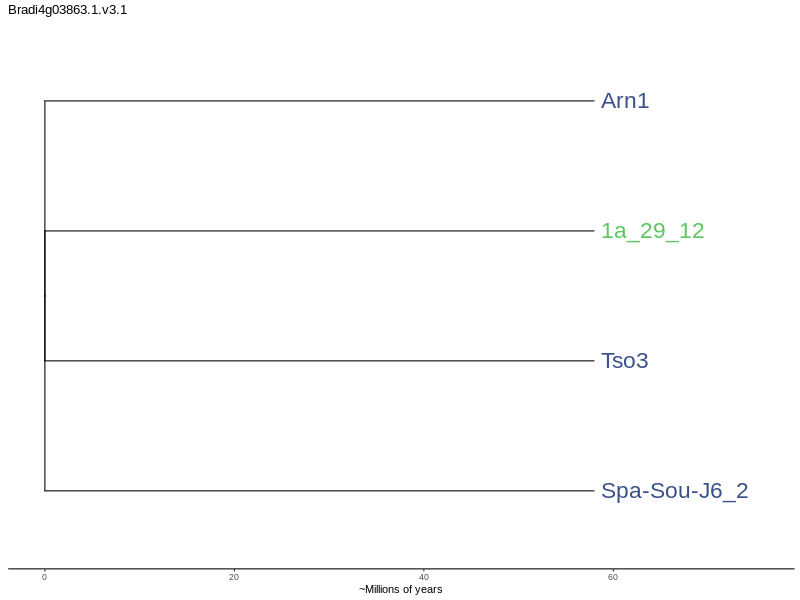 Bradi4g03863.1.v3.1
Arn1
1a_29_12
Tso3
Spa-Sou-J6_2
0 20 40 60
~Millions of years